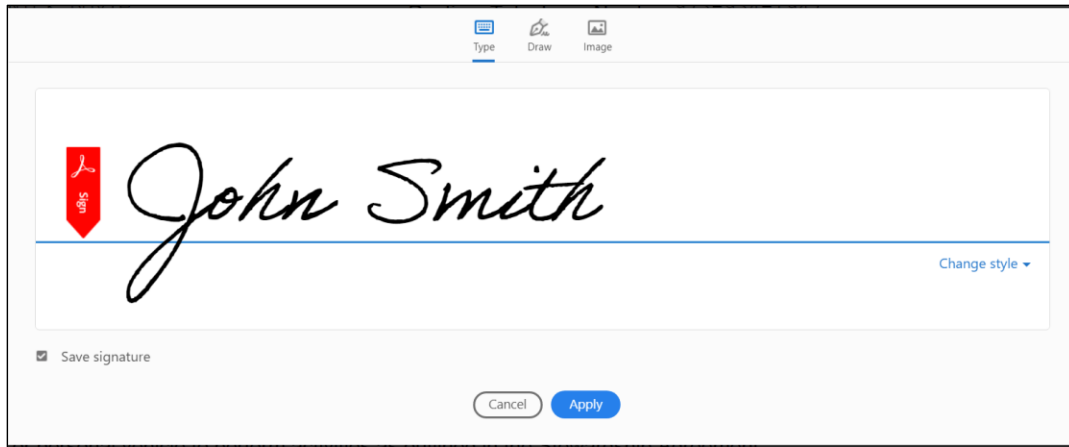 Type Draw Image
Sign
John Smith
Change style
Save signature
Cancel Apply